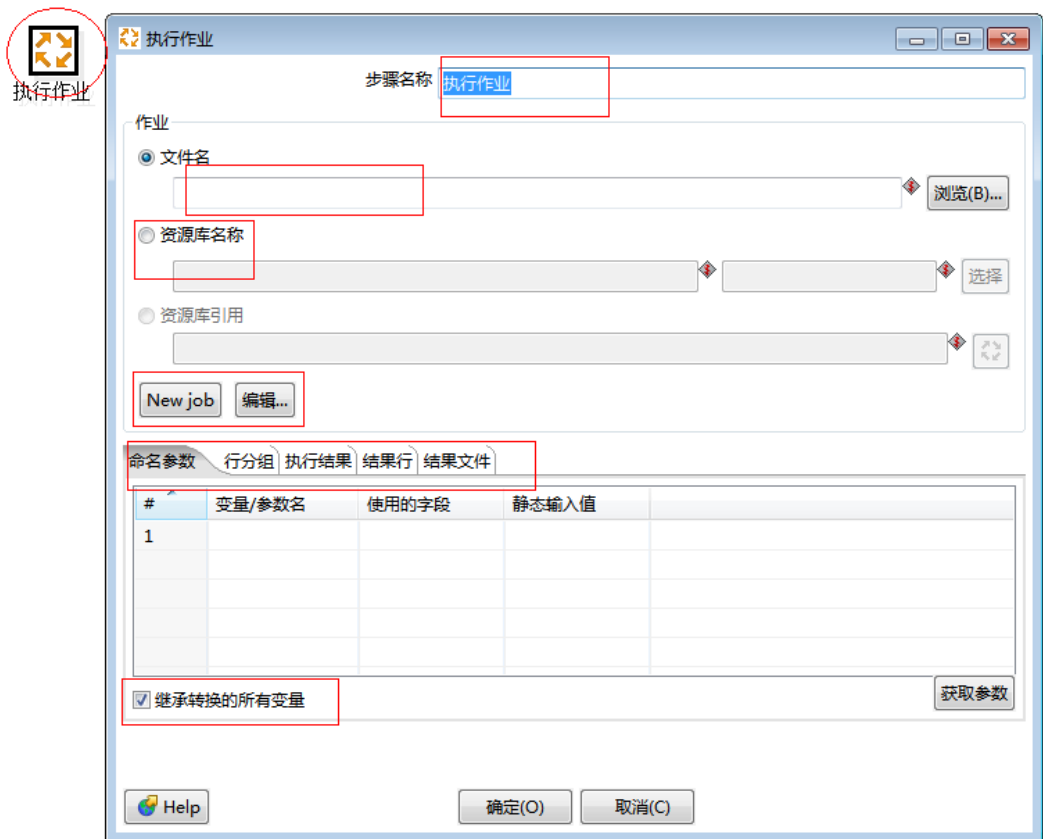 执行作业
执行作业
步骤名称 执行作业
作业
文件名
浏览(B)...
资源库名称
选择
资源库引用
New job 编辑...
命名参数 行分组 执行结果 结果行 结果文件
# 变量/参数名 使用的字段 静态输入值
1
继承转换的所有变量 获取参数
Help 确定(O) 取消(C)